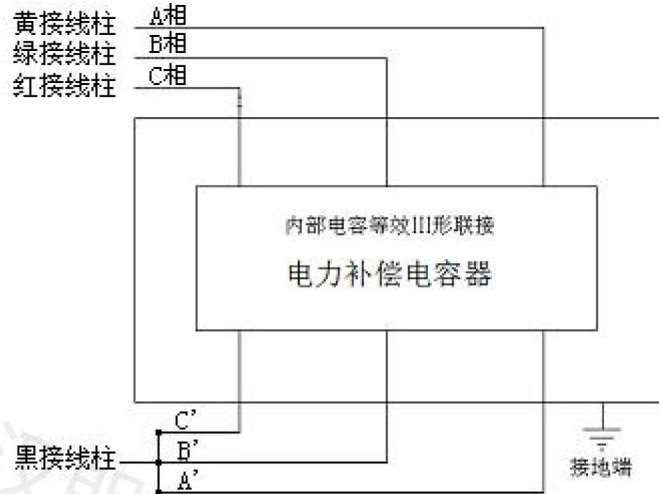 黄接线柱 A相
绿接线柱 B相
红接线柱 C相
内部电容等效III形联接
电力补偿电容器
C’
黑接线柱 B’
A’
接地端